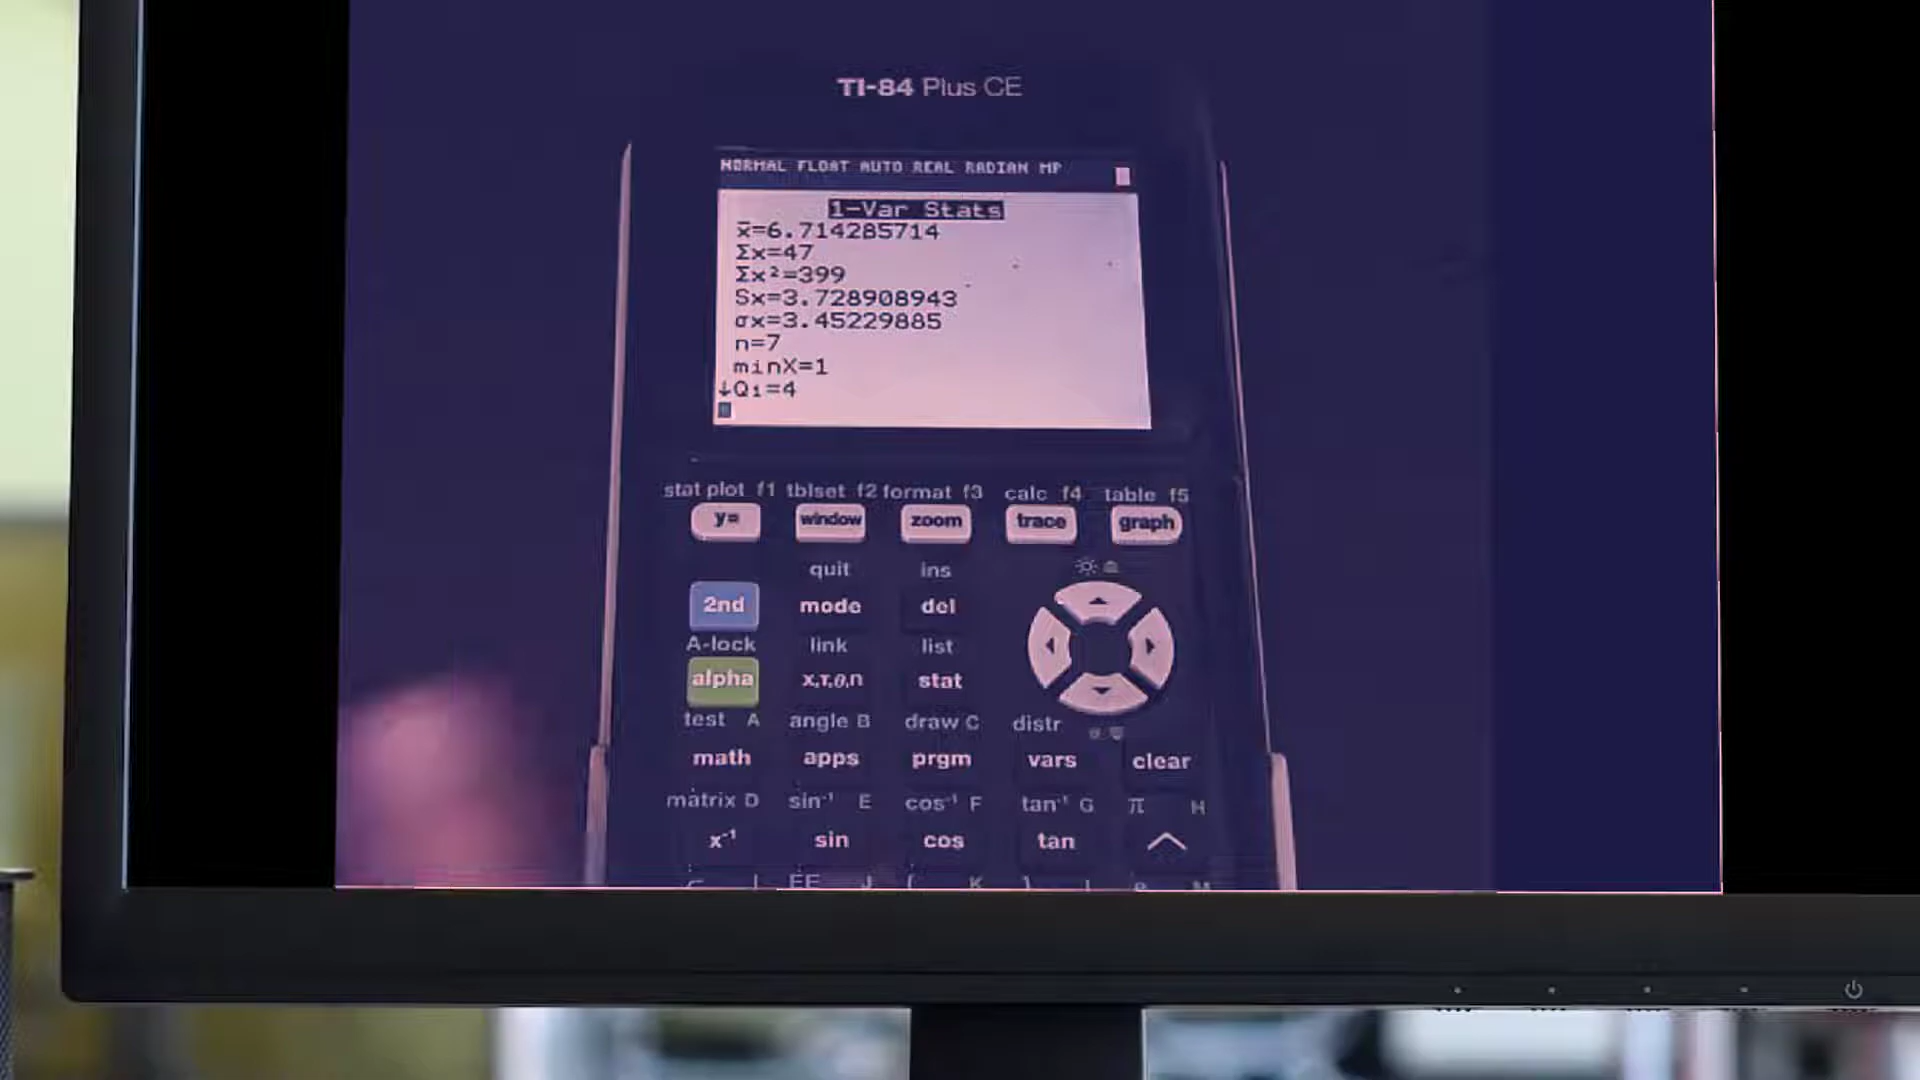 TI-84 Plus CE
NORMAL FLOAT AUTO REAL RADIAN MP
1-Var Stats
x̄=6.714285714
Σx=47
Σx²=399
Sx=3.728908943
σx=3.45229885
n=7
minX=1
↓Q₁=4
stat plot f1 tblset f2 format f3 calc f4 table f5
y= window zoom trace graph
quit ins
2nd mode del
A-lock link list
alpha x,τ,θ,n stat
test A angle B draw C distr
math apps prgm vars clear
matrix D sin⁻¹ E cos⁻¹ F tan⁻¹ G π H
x⁻¹ sin cos tan ^
EE J ( K )